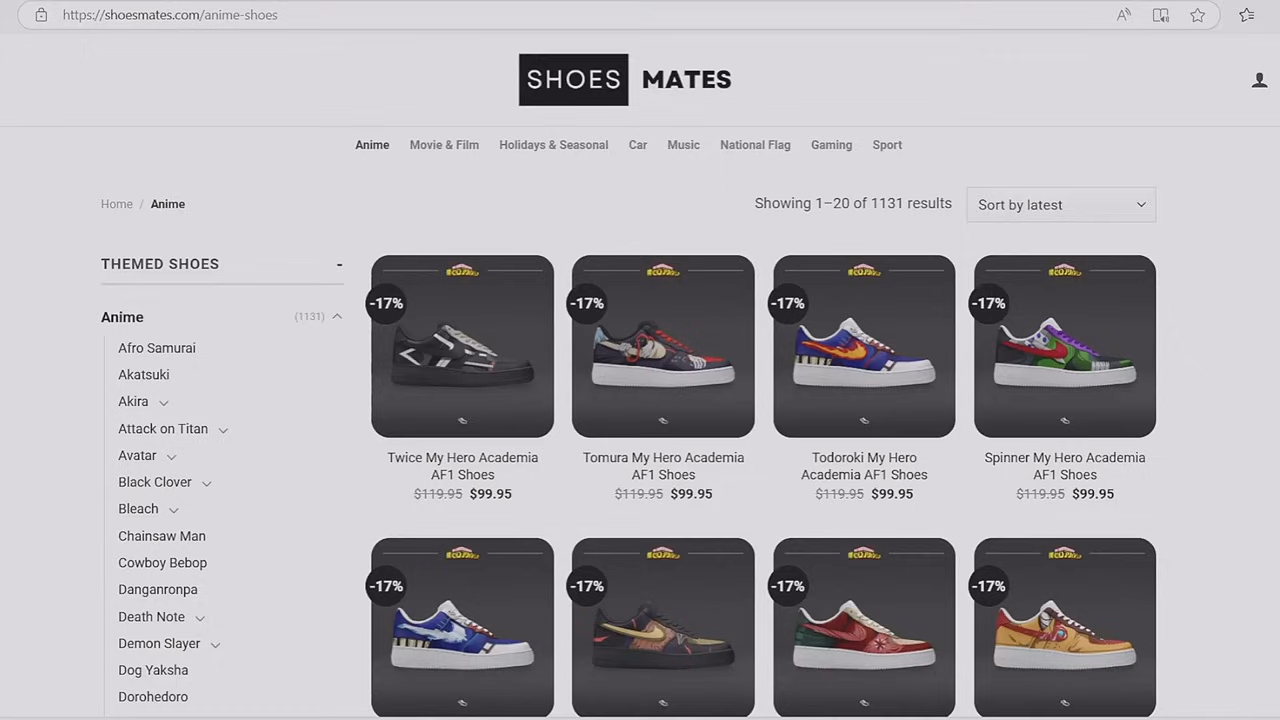 https://shoesmates.com/anime-shoes
SHOES MATES
Anime Movie & Film Holidays & Seasonal Car Music National Flag Gaming Sport
Home / Anime
Showing 1–20 of 1131 results
Sort by latest
THEMED SHOES -
Anime (1131)
Afro Samurai
Akatsuki
Akira
Attack on Titan
Avatar
Black Clover
Bleach
Chainsaw Man
Cowboy Bebop
Danganronpa
Death Note
Demon Slayer
Dog Yaksha
Dorohedoro
-17%
Twice My Hero Academia
AF1 Shoes
$119.95 $99.95
-17%
Tomura My Hero Academia
AF1 Shoes
$119.95 $99.95
-17%
Todoroki My Hero
Academia AF1 Shoes
$119.95 $99.95
-17%
Spinner My Hero Academia
AF1 Shoes
$119.95 $99.95
-17%
-17%
-17%
-17%